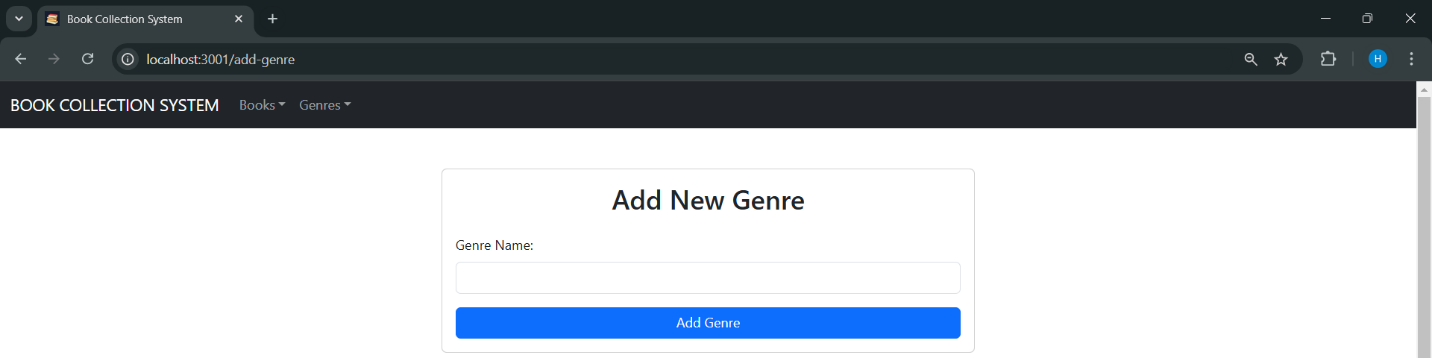 Book Collection System
localhost:3001/add-genre
H
BOOK COLLECTION SYSTEM Books Genres
Add New Genre
Genre Name:
Add Genre